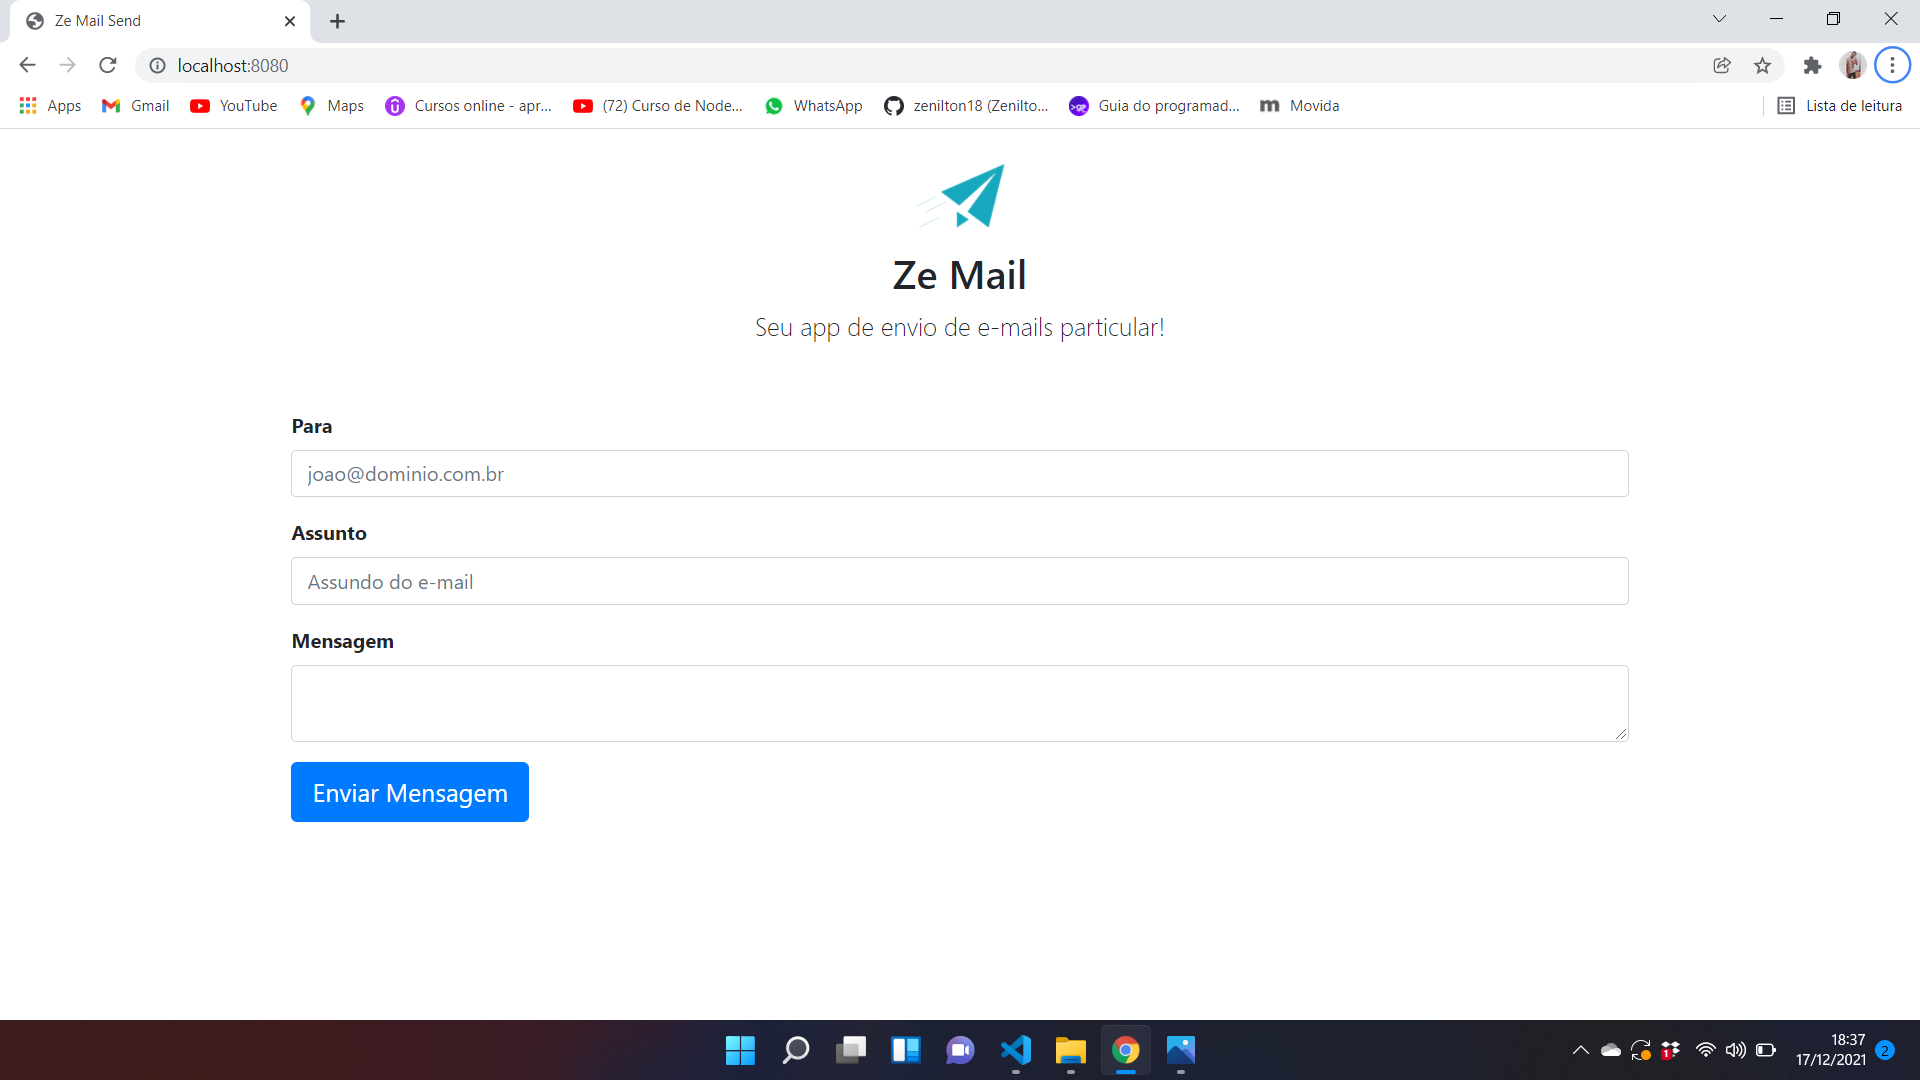 Ze Mail Send
localhost:8080
Apps Gmail YouTube Maps Cursos online - apr... (72) Curso de Node... WhatsApp zenilton18 (Zenilto... Guia do programad... Movida Lista de leitura
Ze Mail
Seu app de envio de e-mails particular!
Para
joao@dominio.com.br
Assunto
Assundo do e-mail
Mensagem
Enviar Mensagem
1
18:37
17/12/2021
2